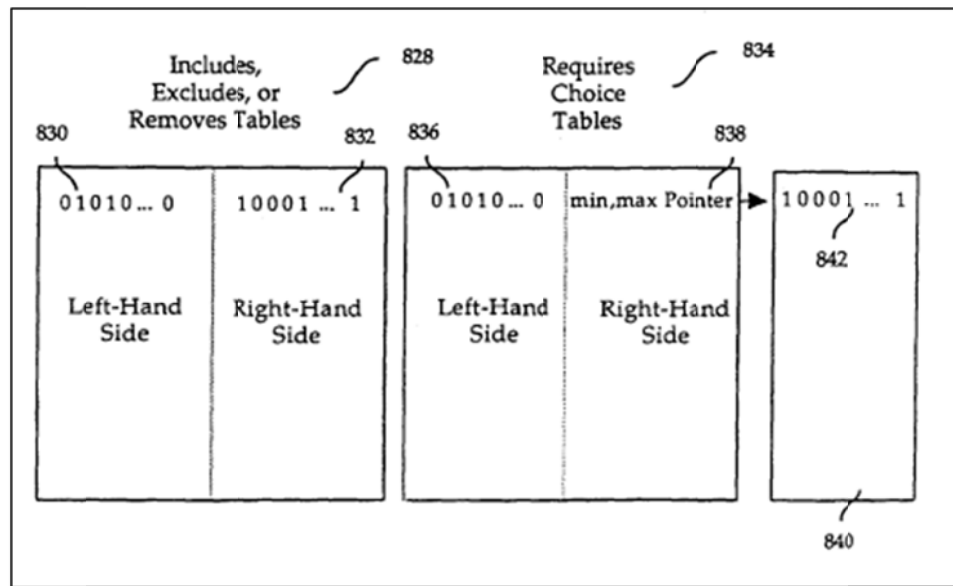 Includes,
Excludes, or
Removes Tables
828
Requires
Choice
Tables
834
830
832
836
838
01010... 0
10001 ... 1
01010... 0
min,max Pointer
10001 ... 1
842
Left-Hand
Side
Right-Hand
Side
Left-Hand
Side
Right-Hand
Side
840